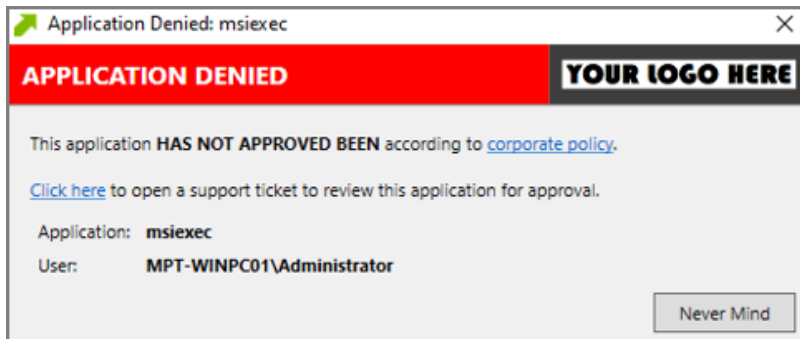 Application Denied: msiexec
APPLICATION DENIED
YOUR LOGO HERE
This application HAS NOT APPROVED BEEN according to corporate policy.
Click here to open a support ticket to review this application for approval.
Application: msiexec
User: MPT-WINPC01\Administrator
Never Mind